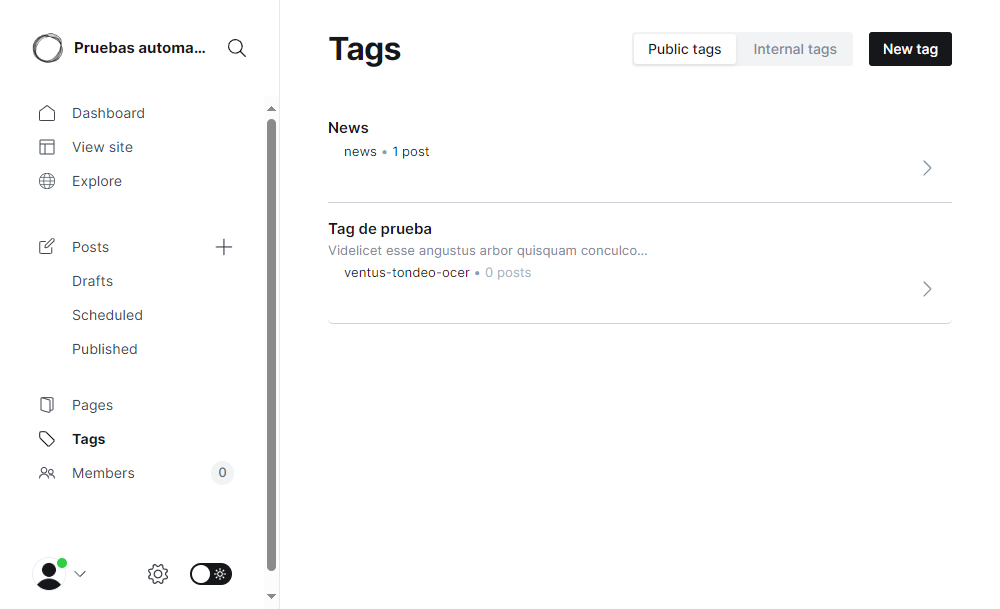 Pruebas automa...
Dashboard
View site
Explore
Posts
Drafts
Scheduled
Published
Pages
Tags
Members
0
Tags
Public tags
Internal tags
New tag
News
news • 1 post
Tag de prueba
Videlicet esse angustus arbor quisquam conculco...
ventus-tondeo-ocer • 0 posts